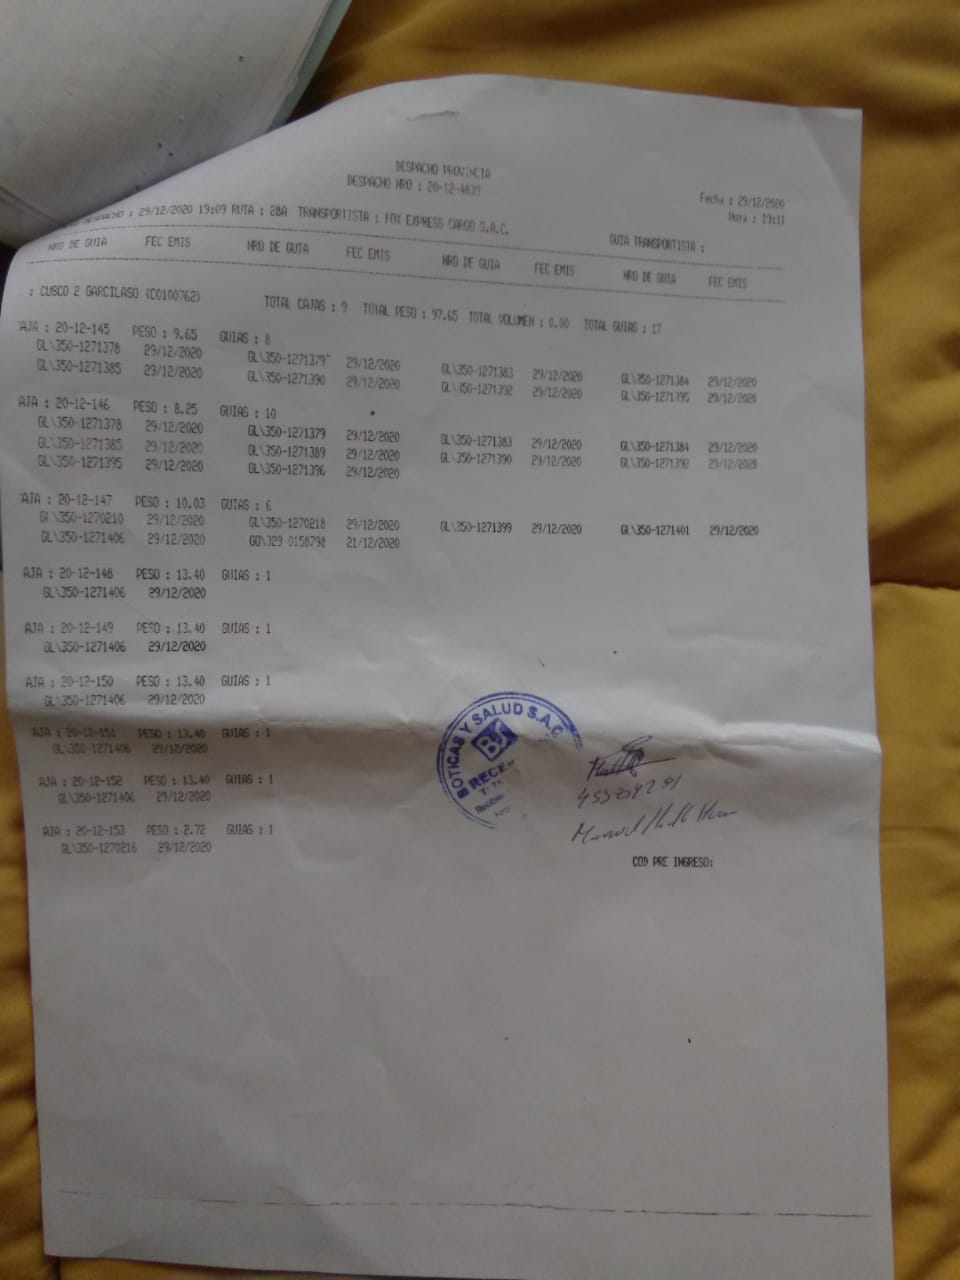 DESPACHO PROVINCIA
DESPACHO NRO : 20-12-4839
Fecha : 29/12/2020
Hora : 19:11
DESPACHO : 29/12/2020 19:09 RUTA : 28A TRANSPORTISTA : FOX EXPRESS CARGO S.A.C.
GUIA TRANSPORTISTA :
NRO DE GUIA FEC EMIS NRO DE GUIA FEC EMIS NRO DE GUIA FEC EMIS NRO DE GUIA FEC EMIS
: CUSCO 2 GARCILASO (C0100762) TOTAL CAJAS : 9 TOTAL PESO : 97.65 TOTAL VOLUMEN : 0.00 TOTAL GUIAS : 17
AJA : 20-12-145 PESO : 9.65 GUIAS : 8
GL\350-1271378 29/12/2020 GL\350-1271379 29/12/2020 GL\350-1271383 29/12/2020 GL\350-1271384 29/12/2020
GL\350-1271385 29/12/2020 GL\350-1271390 29/12/2020 GL\350-1271392 29/12/2020 GL\350-1271395 29/12/2020
AJA : 20-12-146 PESO : 8.25 GUIAS : 10
GL\350-1271378 29/12/2020 GL\350-1271379 29/12/2020 GL\350-1271383 29/12/2020 GL\350-1271384 29/12/2020
GL\350-1271385 29/12/2020 GL\350-1271389 29/12/2020 GL\350-1271390 29/12/2020 GL\350-1271392 29/12/2020
GL\350-1271395 29/12/2020 GL\350-1271396 29/12/2020
AJA : 20-12-147 PESO : 10.03 GUIAS : 6
GL\350-1270210 29/12/2020 GL\350-1270218 29/12/2020 GL\350-1271399 29/12/2020 GL\350-1271401 29/12/2020
GL\350-1271406 29/12/2020 GO\329 0158798 21/12/2020
AJA : 20-12-148 PESO : 13.40 GUIAS : 1
GL\350-1271406 29/12/2020
AJA : 20-12-149 PESO : 13.40 GUIAS : 1
GL\350-1271406 29/12/2020
AJA : 20-12-150 PESO : 13.40 GUIAS : 1
GL\350-1271406 29/12/2020
AJA : 20-12-151 PESO : 13.40 GUIAS : 1
GL\350-1271406 29/12/2020
AJA : 20-12-152 PESO : 13.40 GUIAS : 1
GL\350-1271406 29/12/2020
AJA : 20-12-153 PESO : 2.72 GUIAS : 1
GL\350-1270216 29/12/2020
BOTICAS Y SALUD S.A.C.
BS
COD PRE INGRESO: